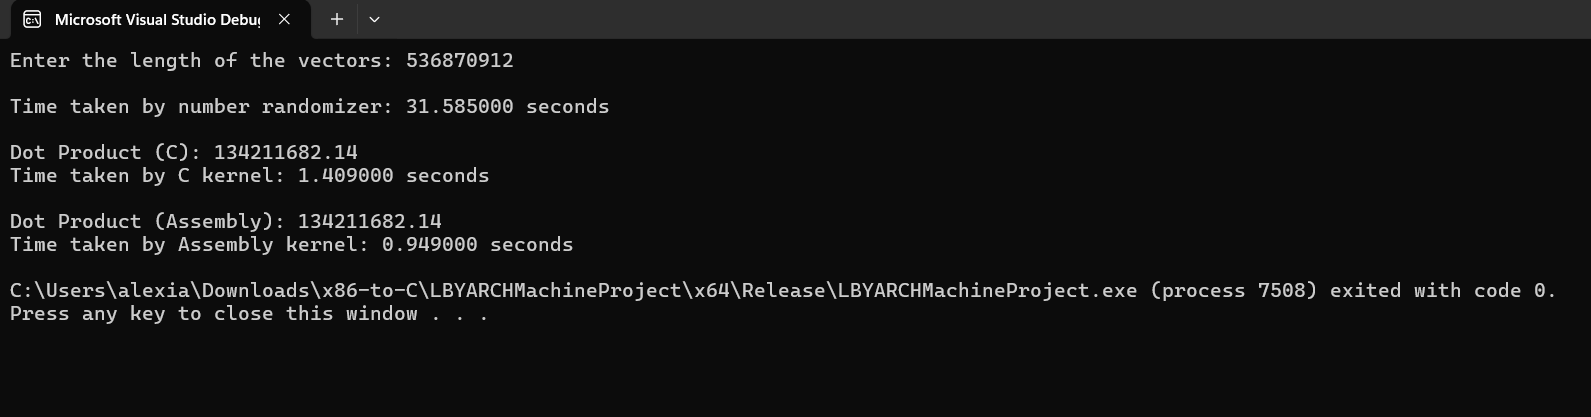 Microsoft Visual Studio Debug
Enter the length of the vectors: 536870912
Time taken by number randomizer: 31.585000 seconds
Dot Product (C): 134211682.14
Time taken by C kernel: 1.409000 seconds
Dot Product (Assembly): 134211682.14
Time taken by Assembly kernel: 0.949000 seconds
C:\Users\alexia\Downloads\x86-to-C\LBYARCHMachineProject\x64\Release\LBYARCHMachineProject.exe (process 7508) exited with code 0.
Press any key to close this window . . .